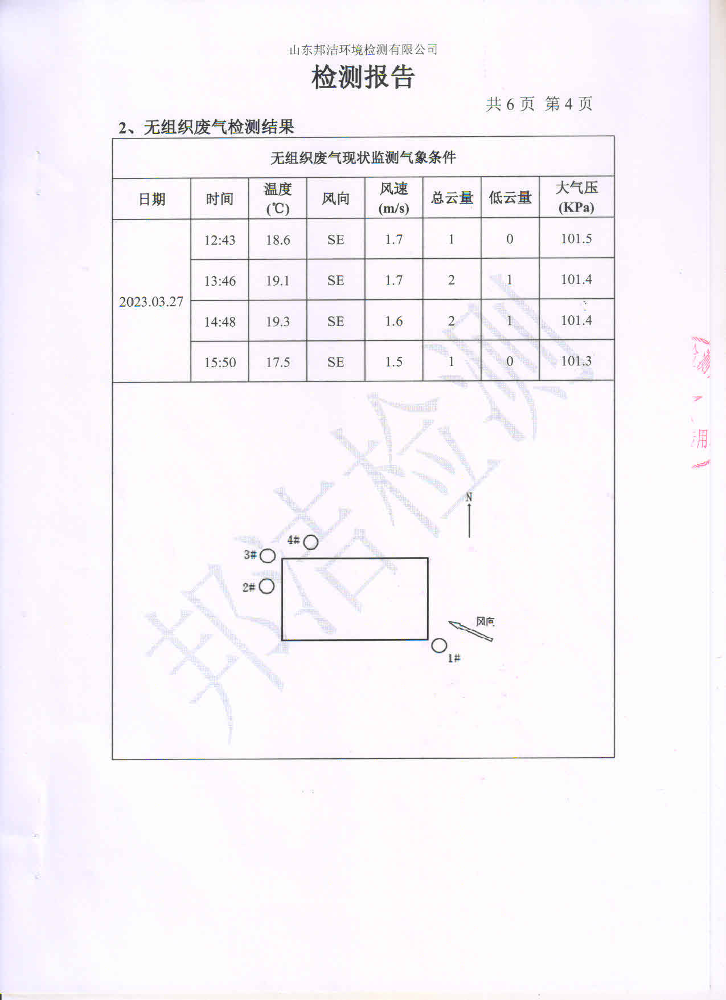 山东邦洁环境检测有限公司
检测报告
共 6 页 第 4 页
2、无组织废气检测结果
无组织废气现状监测气象条件
日期 时间 温度(℃) 风向 风速(m/s) 总云量 低云量 大气压(KPa)
2023.03.27 12:43 18.6 SE 1.7 1 0 101.5
13:46 19.1 SE 1.7 2 1 101.4
14:48 19.3 SE 1.6 2 1 101.4
15:50 17.5 SE 1.5 1 0 101.3
N
4#
3#
2#
风向
1#
邦洁检测
用